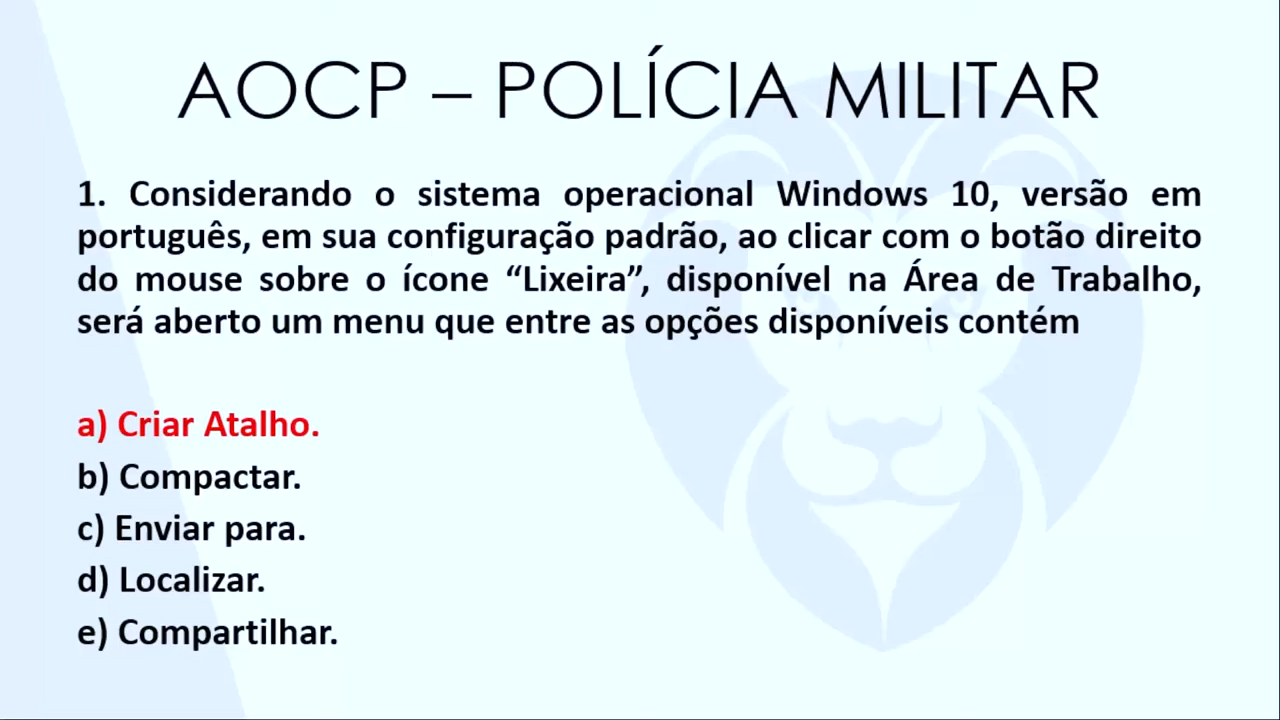 AOCP – POLÍCIA MILITAR
1. Considerando o sistema operacional Windows 10, versão em
português, em sua configuração padrão, ao clicar com o botão direito
do mouse sobre o ícone “Lixeira”, disponível na Área de Trabalho,
será aberto um menu que entre as opções disponíveis contém
a) Criar Atalho.
b) Compactar.
c) Enviar para.
d) Localizar.
e) Compartilhar.